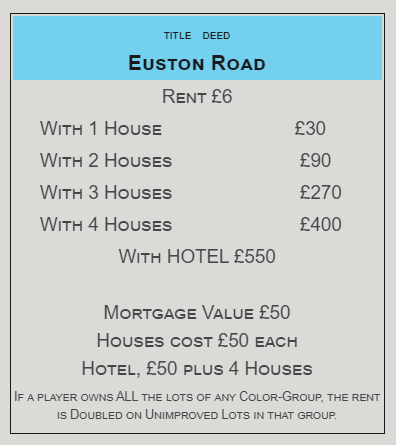 TITLE DEED
EUSTON ROAD
RENT £6
WITH 1 HOUSE £30
WITH 2 HOUSES £90
WITH 3 HOUSES £270
WITH 4 HOUSES £400
WITH HOTEL £550
MORTGAGE VALUE £50
HOUSES COST £50 EACH
HOTEL, £50 PLUS 4 HOUSES
IF A PLAYER OWNS ALL THE LOTS OF ANY COLOR-GROUP, THE RENT
IS DOUBLED ON UNIMPROVED LOTS IN THAT GROUP.